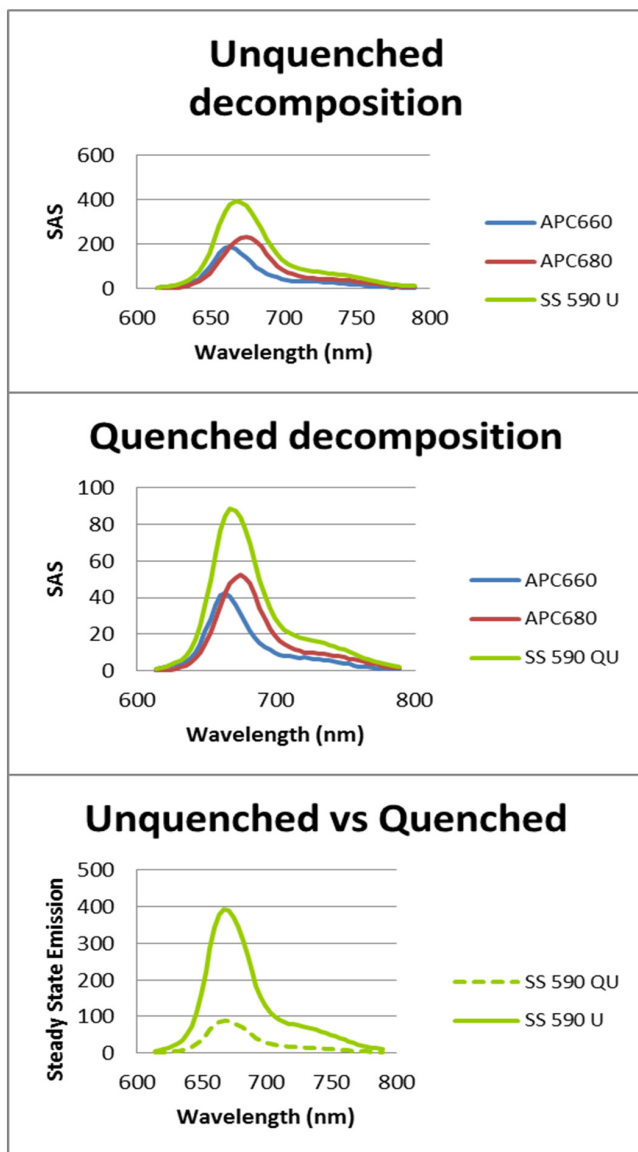 Unquenched
decomposition
600
400
200
0
SAS
600 650 700 750 800
Wavelength (nm)
APC660
APC680
SS 590 U
Quenched decomposition
100
80
60
40
20
0
SAS
600 700 800
Wavelength (nm)
APC660
APC680
SS 590 QU
Unquenched vs Quenched
500
400
300
200
100
0
Steady State Emission
600 650 700 750 800
Wavelength (nm)
SS 590 QU
SS 590 U